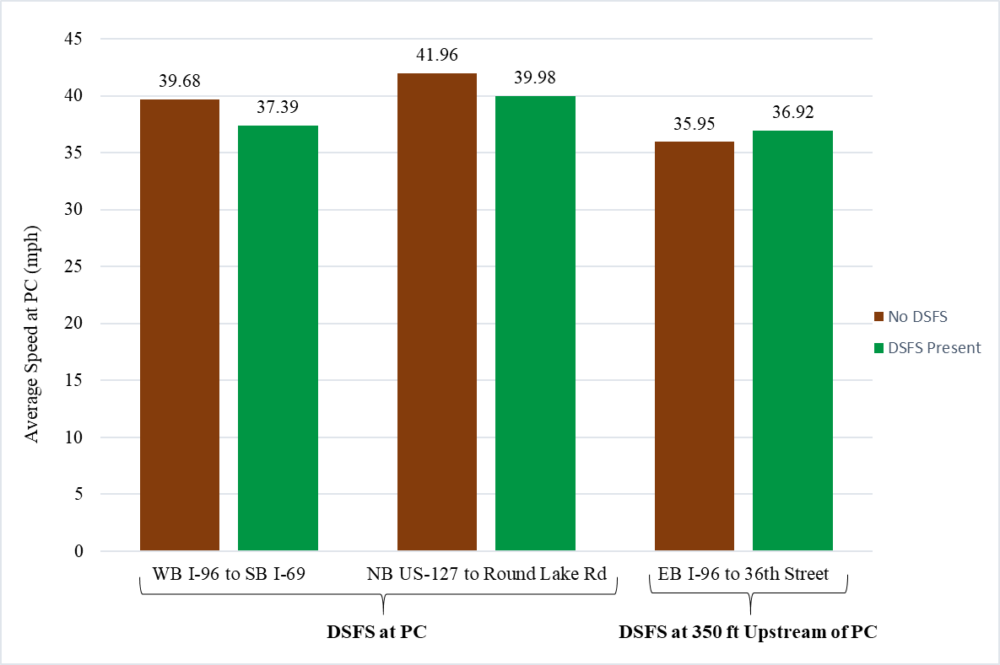 45
40
35
30
25
20
15
10
5
0
Average Speed at PC (mph)
39.68
37.39
41.96
39.98
35.95
36.92
WB I-96 to SB I-69
NB US-127 to Round Lake Rd
EB I-96 to 36th Street
DSFS at PC
DSFS at 350 ft Upstream of PC
No DSFS
DSFS Present